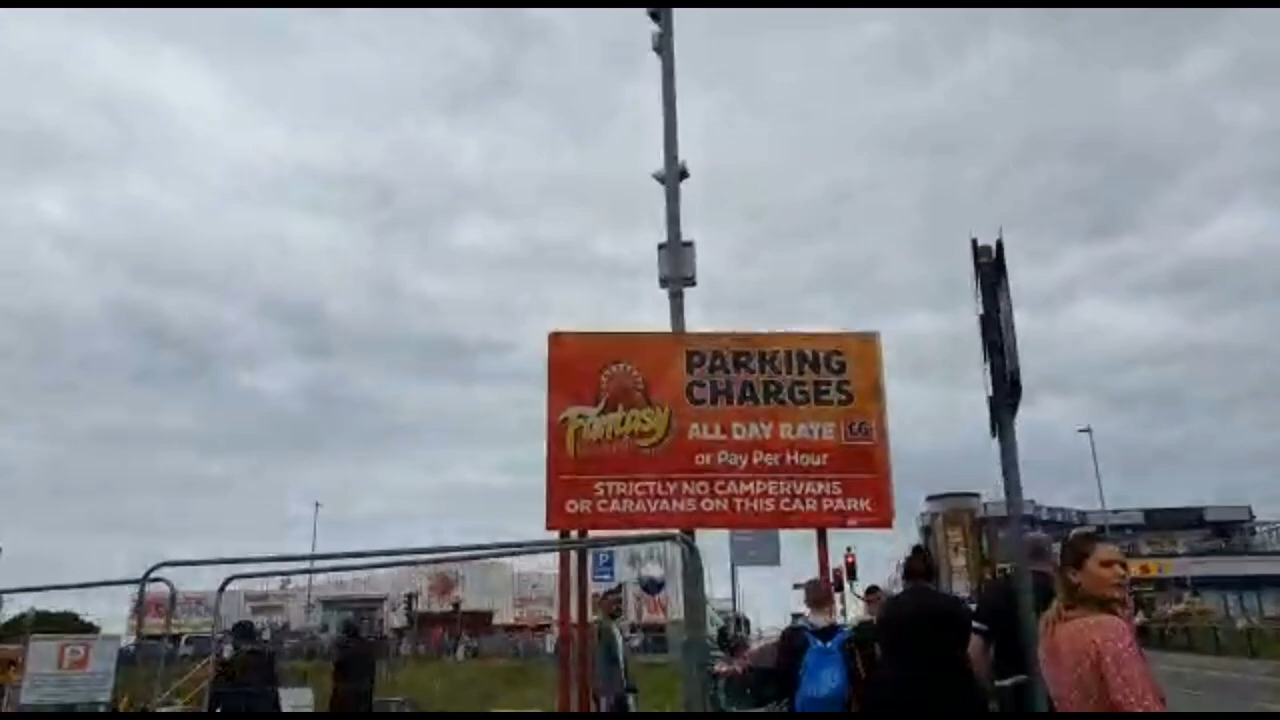 Fantasy
PARKING
CHARGES
ALL DAY RATE £6
or Pay Per Hour
STRICTLY NO CAMPERVANS
OR CARAVANS ON THIS CAR PARK
P
P
FUN